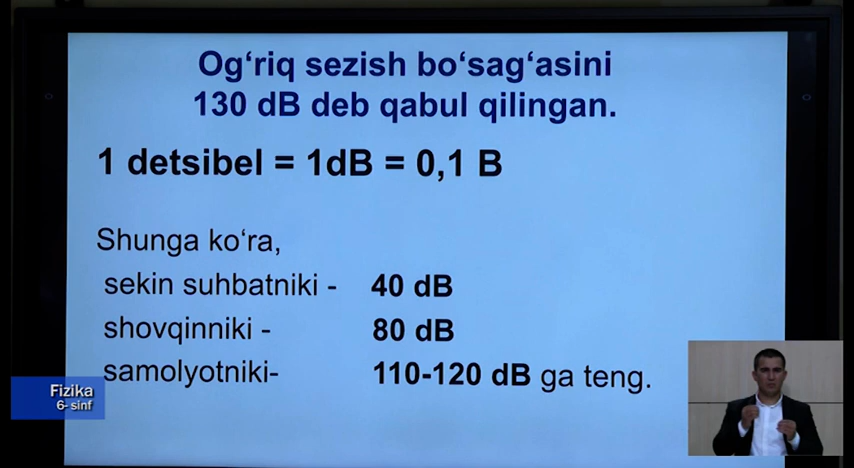 Og‘riq sezish bo‘sag‘asini
130 dB deb qabul qilingan.
1 detsibel = 1dB = 0,1 B
Shunga ko‘ra,
sekin suhbatniki - 40 dB
shovqinniki - 80 dB
samolyotniki- 110-120 dB ga teng.
Fizika
6- sinf